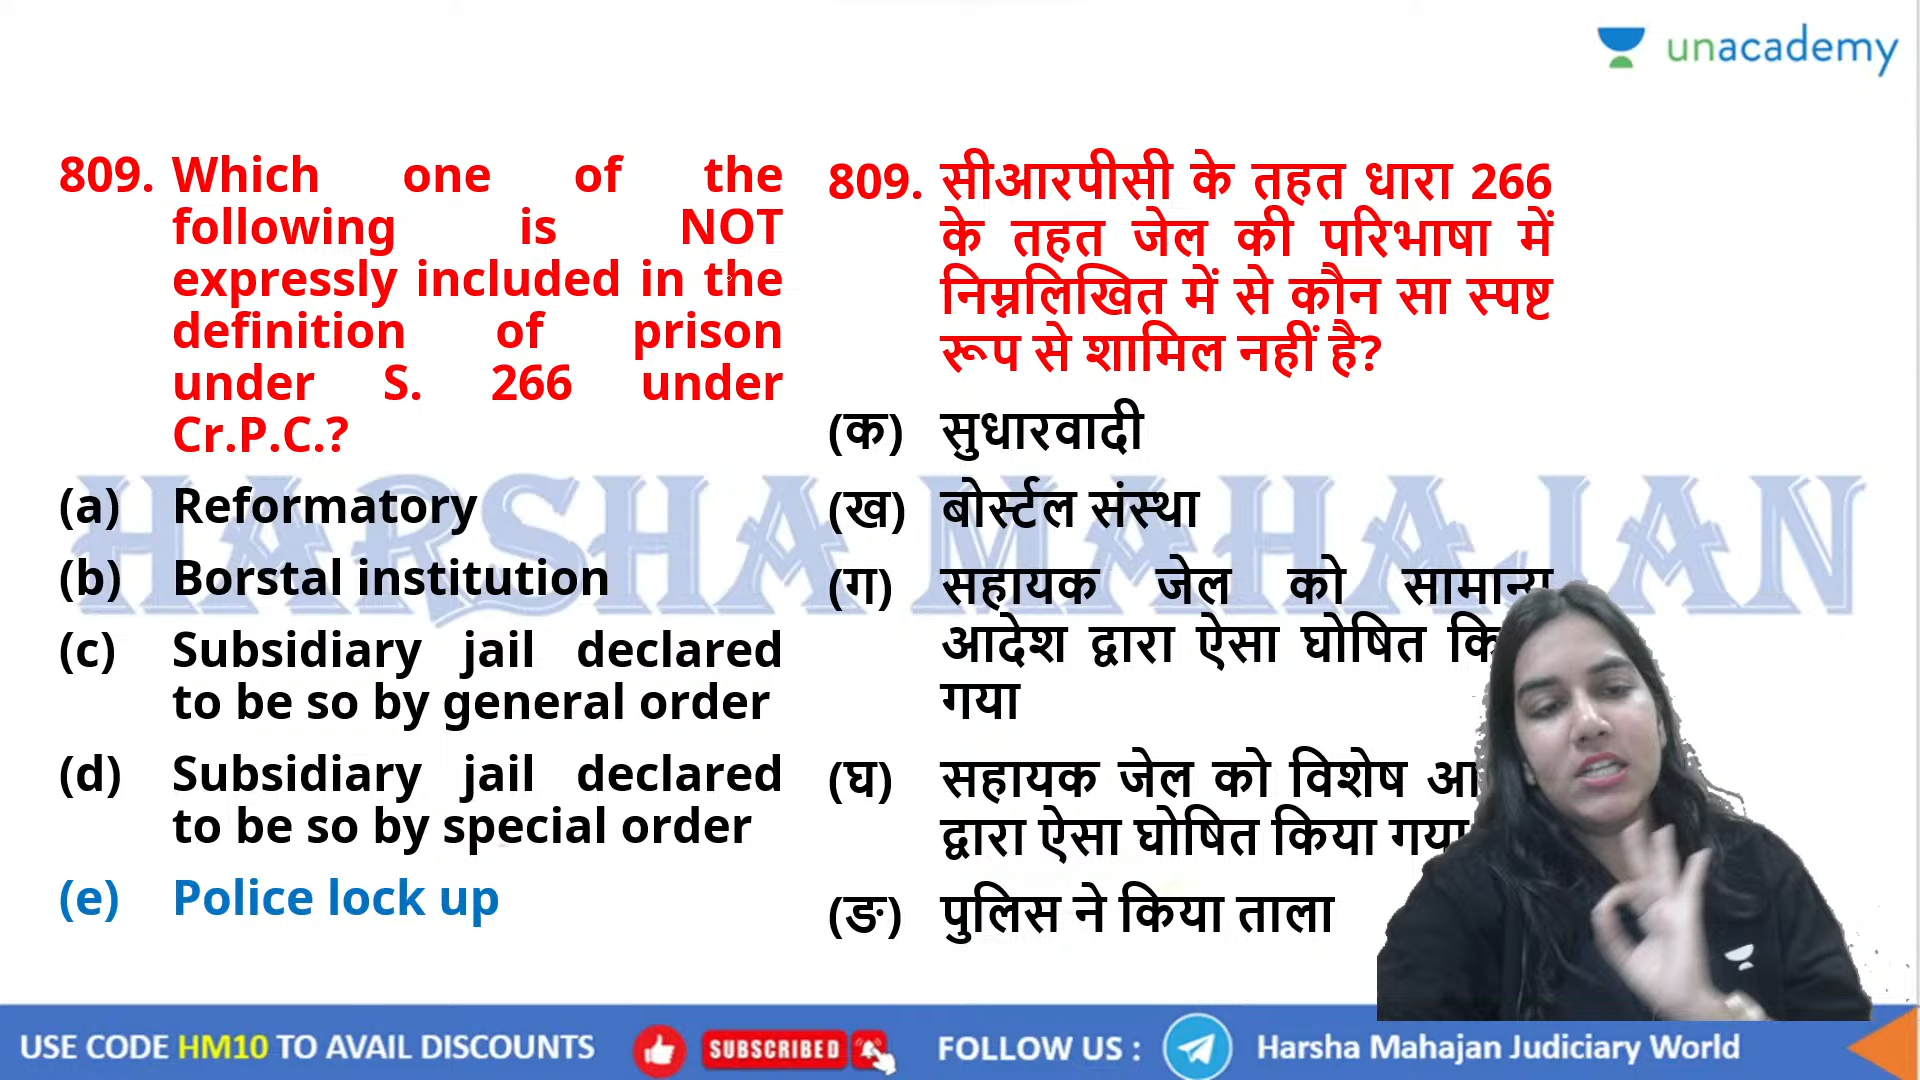 unacademy
809. Which one of the
following is NOT
expressly included in the
definition of prison
under S. 266 under
Cr.P.C.?
(a) Reformatory
(b) Borstal institution
(c) Subsidiary jail declared
to be so by general order
(d) Subsidiary jail declared
to be so by special order
(e) Police lock up
809. सीआरपीसी के तहत धारा 266
के तहत जेल की परिभाषा में
निम्नलिखित में से कौन सा स्पष्ट
रूप से शामिल नहीं है?
(क) सुधारवादी
(ख) बोर्स्टल संस्था
(ग) सहायक जेल को सामान्य
आदेश द्वारा ऐसा घोषित
गया
(घ) सहायक जेल को विशेष
द्वारा ऐसा घोषित किया गया
(ङ) पुलिस ने किया ताला
HARSHA MAHAJAN
USE CODE HM10 TO AVAIL DISCOUNTS
SUBSCRIBED
FOLLOW US :
Harsha Mahajan Judiciary World